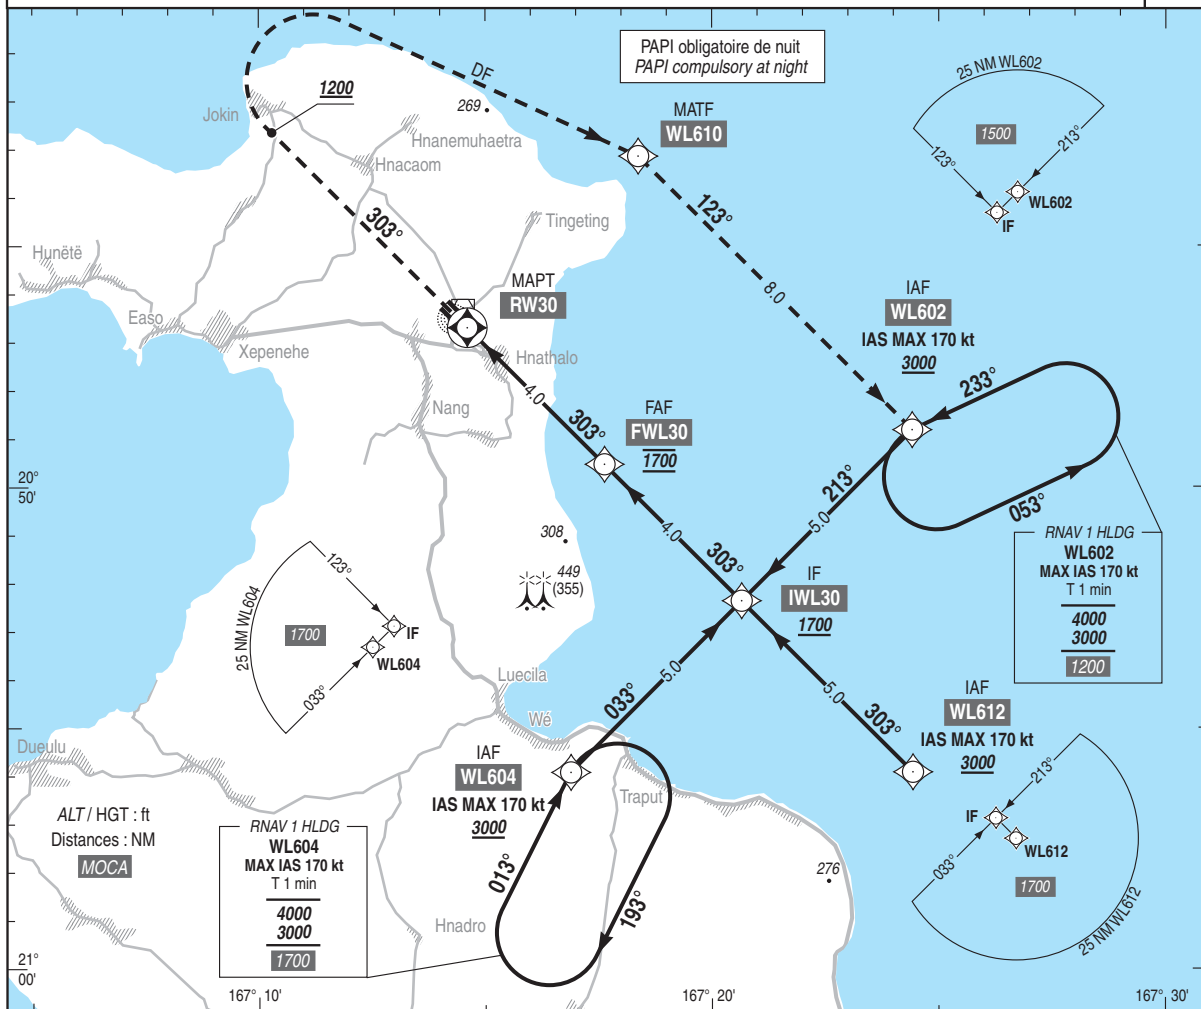 PAPI obligatoire de nuit
PAPI compulsory at night
25 NM WL602
1500
123°
213°
WL602
IF
DF
1200
Jokin
269
Hnanemuhaetra
Hnacaom
MATF
WL610
303°
Tingeting
123°
8.0
Hunëtë
MAPT
RW30
Easo
Xepenehe
Hnathalo
IAF
WL602
IAS MAX 170 kt
3000
4.0
233°
Nang
303°
FAF
FWL30
1700
213°
5.0
053°
20°
50'
308
449
(355)
4.0
303°
IF
IWL30
1700
RNAV 1 HLDG
WL602
MAX IAS 170 kt
T 1 min
4000
3000
1200
25 NM WL604
123°
1700
IF
WL604
033°
Luecila
Wé
033°
5.0
5.0
303°
IAF
WL612
IAS MAX 170 kt
3000
Dueulu
IAF
WL604
IAS MAX 170 kt
3000
Traput
213°
IF
WL612
033°
1700
25 NM WL612
ALT / HGT : ft
Distances : NM
MOCA
RNAV 1 HLDG
WL604
MAX IAS 170 kt
T 1 min
4000
3000
1700
013°
193°
276
Hnadro
21°
00'
167° 10'
167° 20'
167° 30'